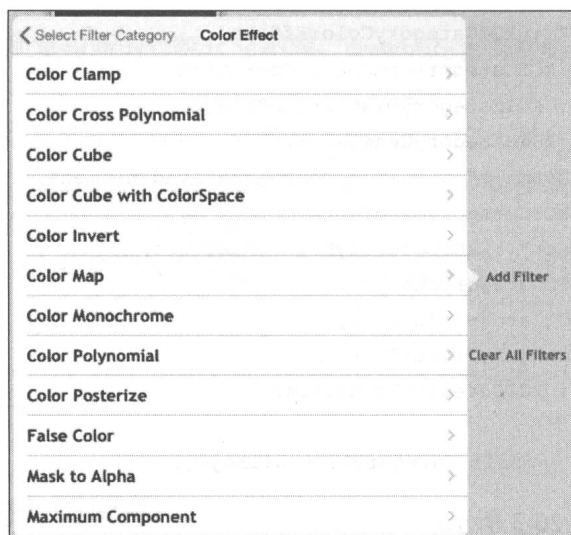 Select Filter Category Color Effect
Color Clamp
Color Cross Polynomial
Color Cube
Color Cube with ColorSpace
Color Invert
Color Map
Add Filter
Color Monochrome
Color Polynomial
Clear All Filters
Color Posterize
False Color
Mask to Alpha
Maximum Component